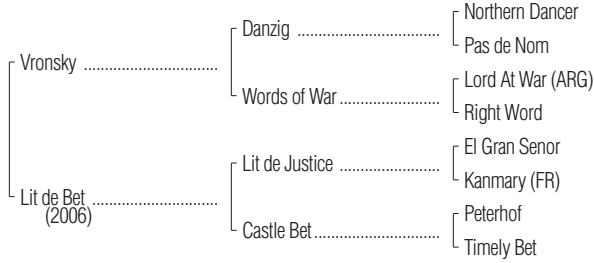 Northern Dancer
Danzig ................................
Pas de Nom
Vronsky ..............................
Lord At War (ARG)
Words of War......................
Right Word
El Gran Senor
Lit de Justice ......................
Kanmary (FR)
Lit de Bet ............................
(2006)
Peterhof
Castle Bet............................
Timely Bet